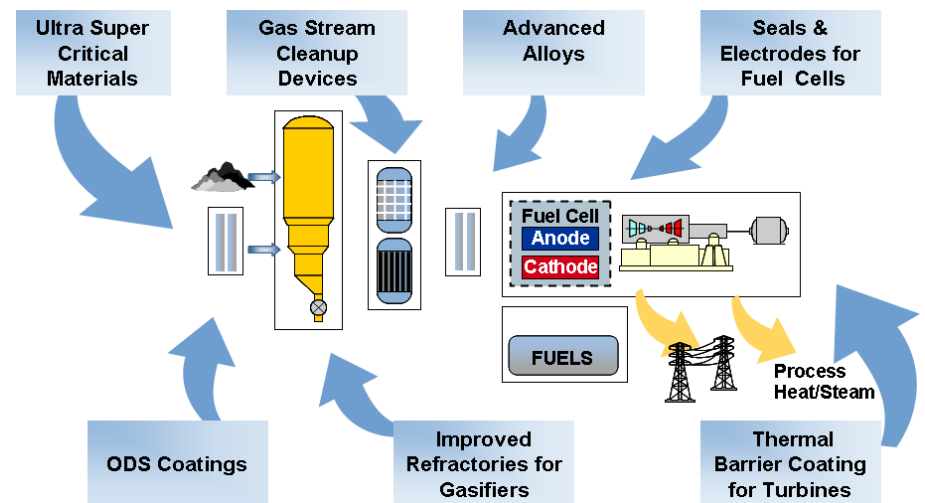 Ultra Super
Critical
Materials
Gas Stream
Cleanup
Devices
Advanced
Alloys
Seals &
Electrodes for
Fuel Cells
Fuel Cell
Anode
Cathode
FUELS
Process
Heat/Steam
ODS Coatings
Improved
Refractories for
Gasifiers
Thermal
Barrier Coating
for Turbines